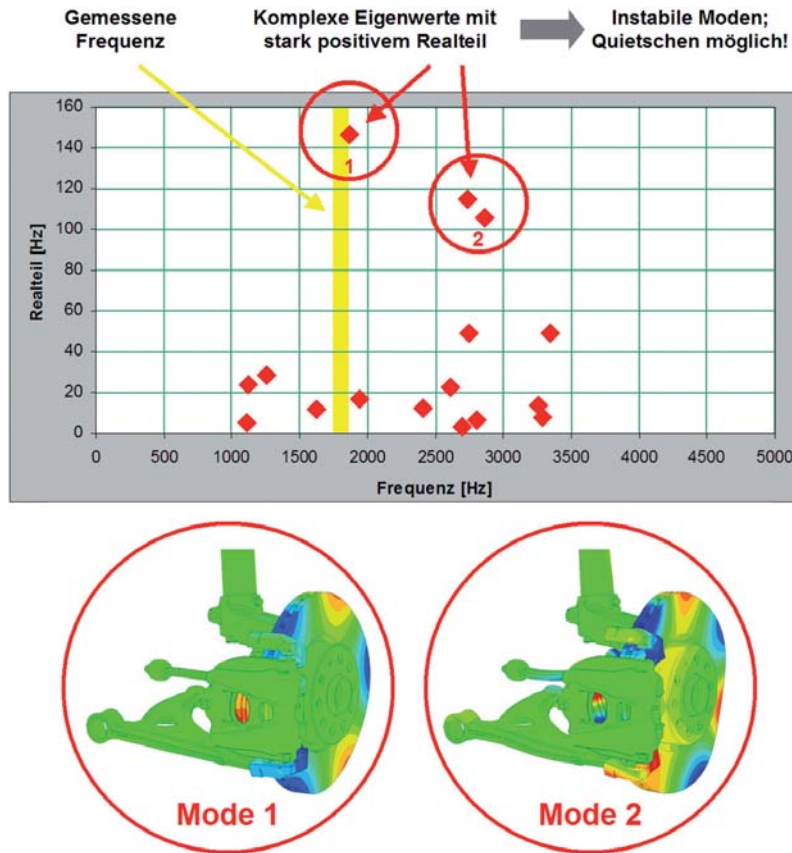 Gemessene
Frequenz
Komplexe Eigenwerte mit
stark positivem Realteil
Instabile Moden;
Quietschen möglich!
160
140
120
100
80
60
40
20
0
Realteil [Hz]
1
2
0 500 1000 1500 2000 2500 3000 3500 4000 4500 5000
Frequenz [Hz]
Mode 1
Mode 2